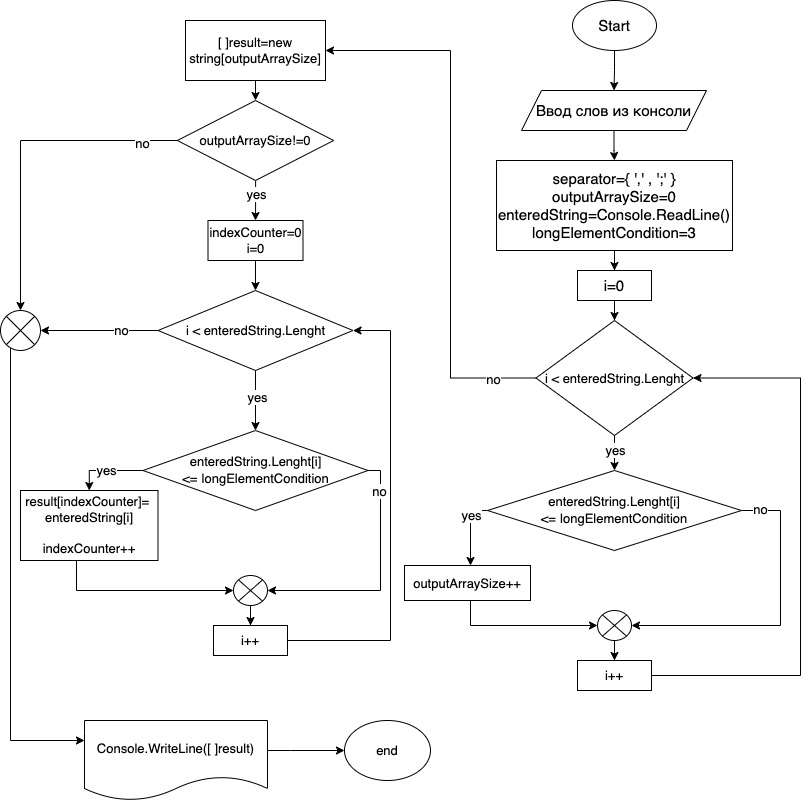 Start
Ввод слов из консоли
separator={ ',' , ';' }
outputArraySize=0
enteredString=Console.ReadLine()
longElementCondition=3
i=0
i < enteredString.Lenght
no
yes
enteredString.Lenght[i]
<= longElementCondition
yes
no
outputArraySize++
i++
[ ]result=new
string[outputArraySize]
outputArraySize!=0
no
yes
indexCounter=0
i=0
i < enteredString.Lenght
no
yes
enteredString.Lenght[i]
<= longElementCondition
yes
no
result[indexCounter]=
enteredString[i]
indexCounter++
i++
Console.WriteLine([ ]result)
end